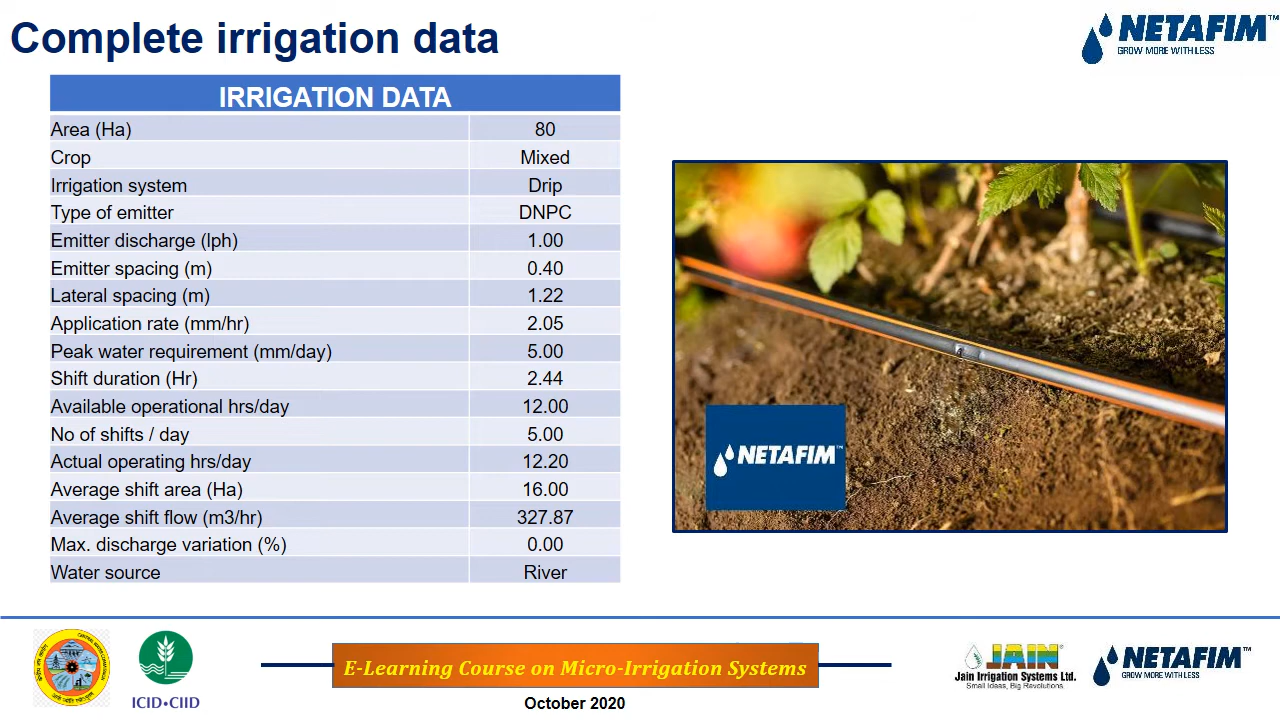 Complete irrigation data
NETAFIM™
GROW MORE WITH LESS
IRRIGATION DATA
Area (Ha) 80
Crop Mixed
Irrigation system Drip
Type of emitter DNPC
Emitter discharge (lph) 1.00
Emitter spacing (m) 0.40
Lateral spacing (m) 1.22
Application rate (mm/hr) 2.05
Peak water requirement (mm/day) 5.00
Shift duration (Hr) 2.44
Available operational hrs/day 12.00
No of shifts / day 5.00
Actual operating hrs/day 12.20
Average shift area (Ha) 16.00
Average shift flow (m3/hr) 327.87
Max. discharge variation (%) 0.00
Water source River
NETAFIM™
ICID•CIID
E-Learning Course on Micro-Irrigation Systems
October 2020
JAIN®
Jain Irrigation Systems Ltd.
Small Ideas, Big Revolutions.
NETAFIM™
GROW MORE WITH LESS